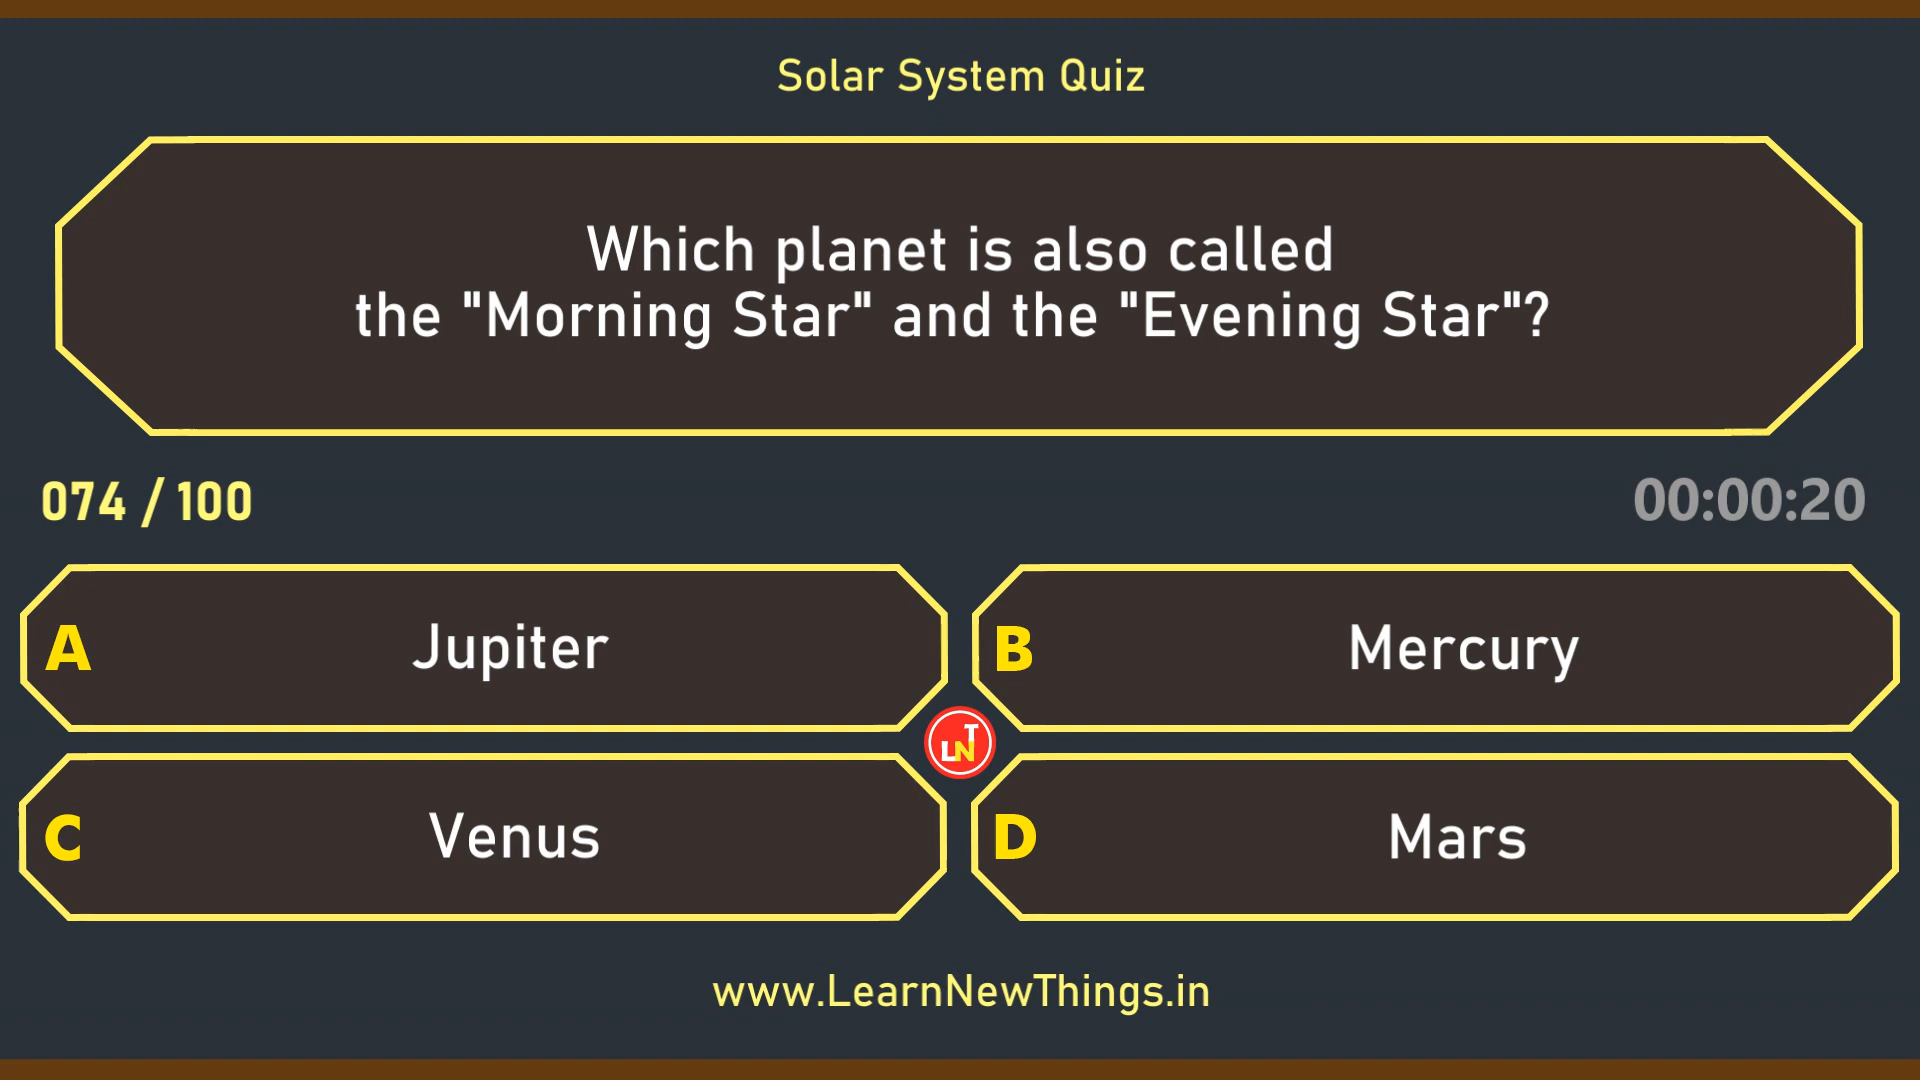 Solar System Quiz
Which planet is also called
the "Morning Star" and the "Evening Star"?
074 / 100
00:00:20
A Jupiter
B Mercury
LNT
C Venus
D Mars
www.LearnNewThings.in